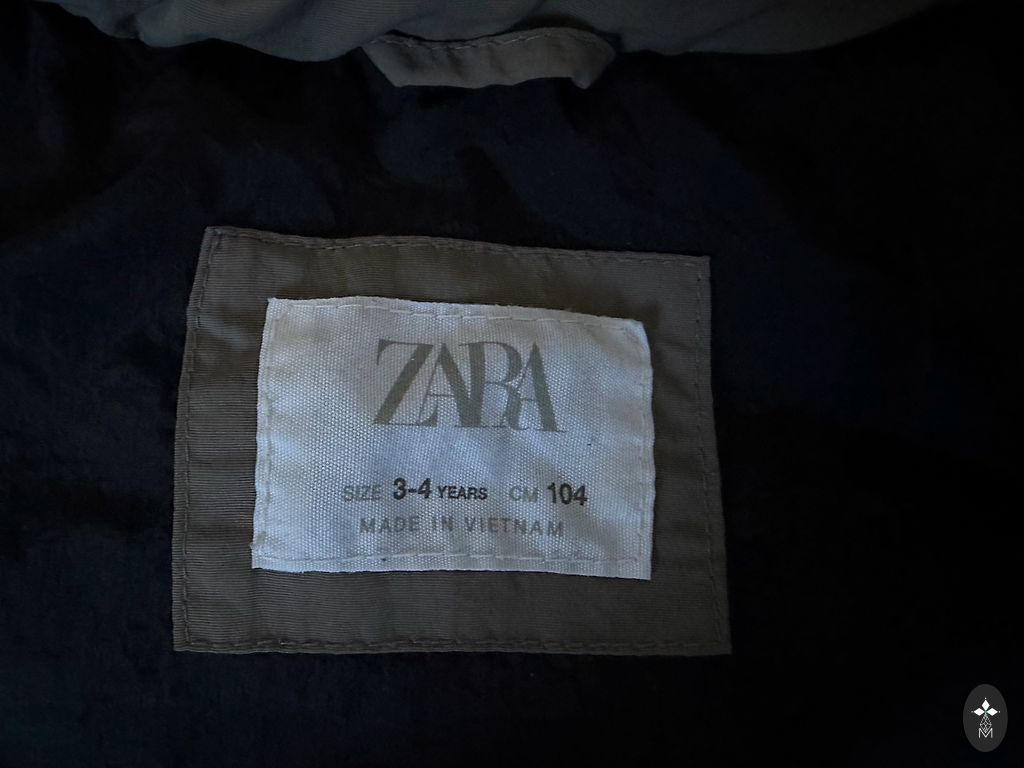 ZARA
SIZE 3-4 YEARS CM 104
MADE IN VIETNAM
M